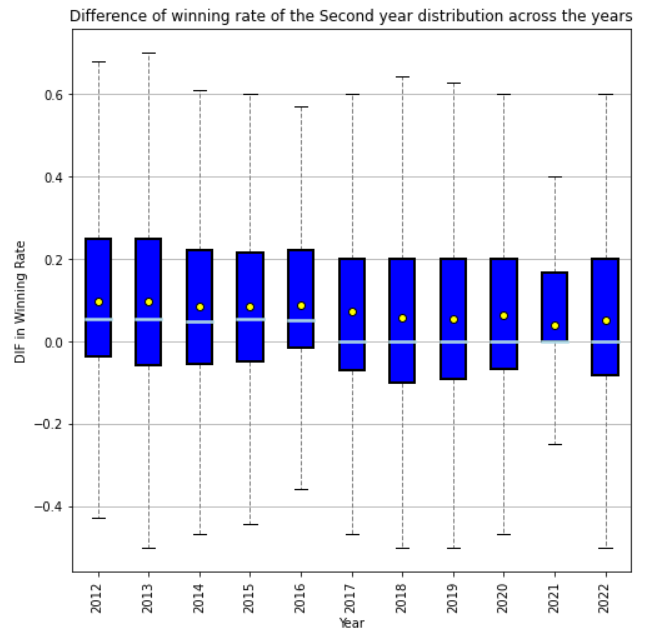 Difference of winning rate of the Second year distribution across the years
DIF in Winning Rate
0.6
0.4
0.2
0.0
−0.2
−0.4
2012 2013 2014 2015 2016 2017 2018 2019 2020 2021 2022
Year